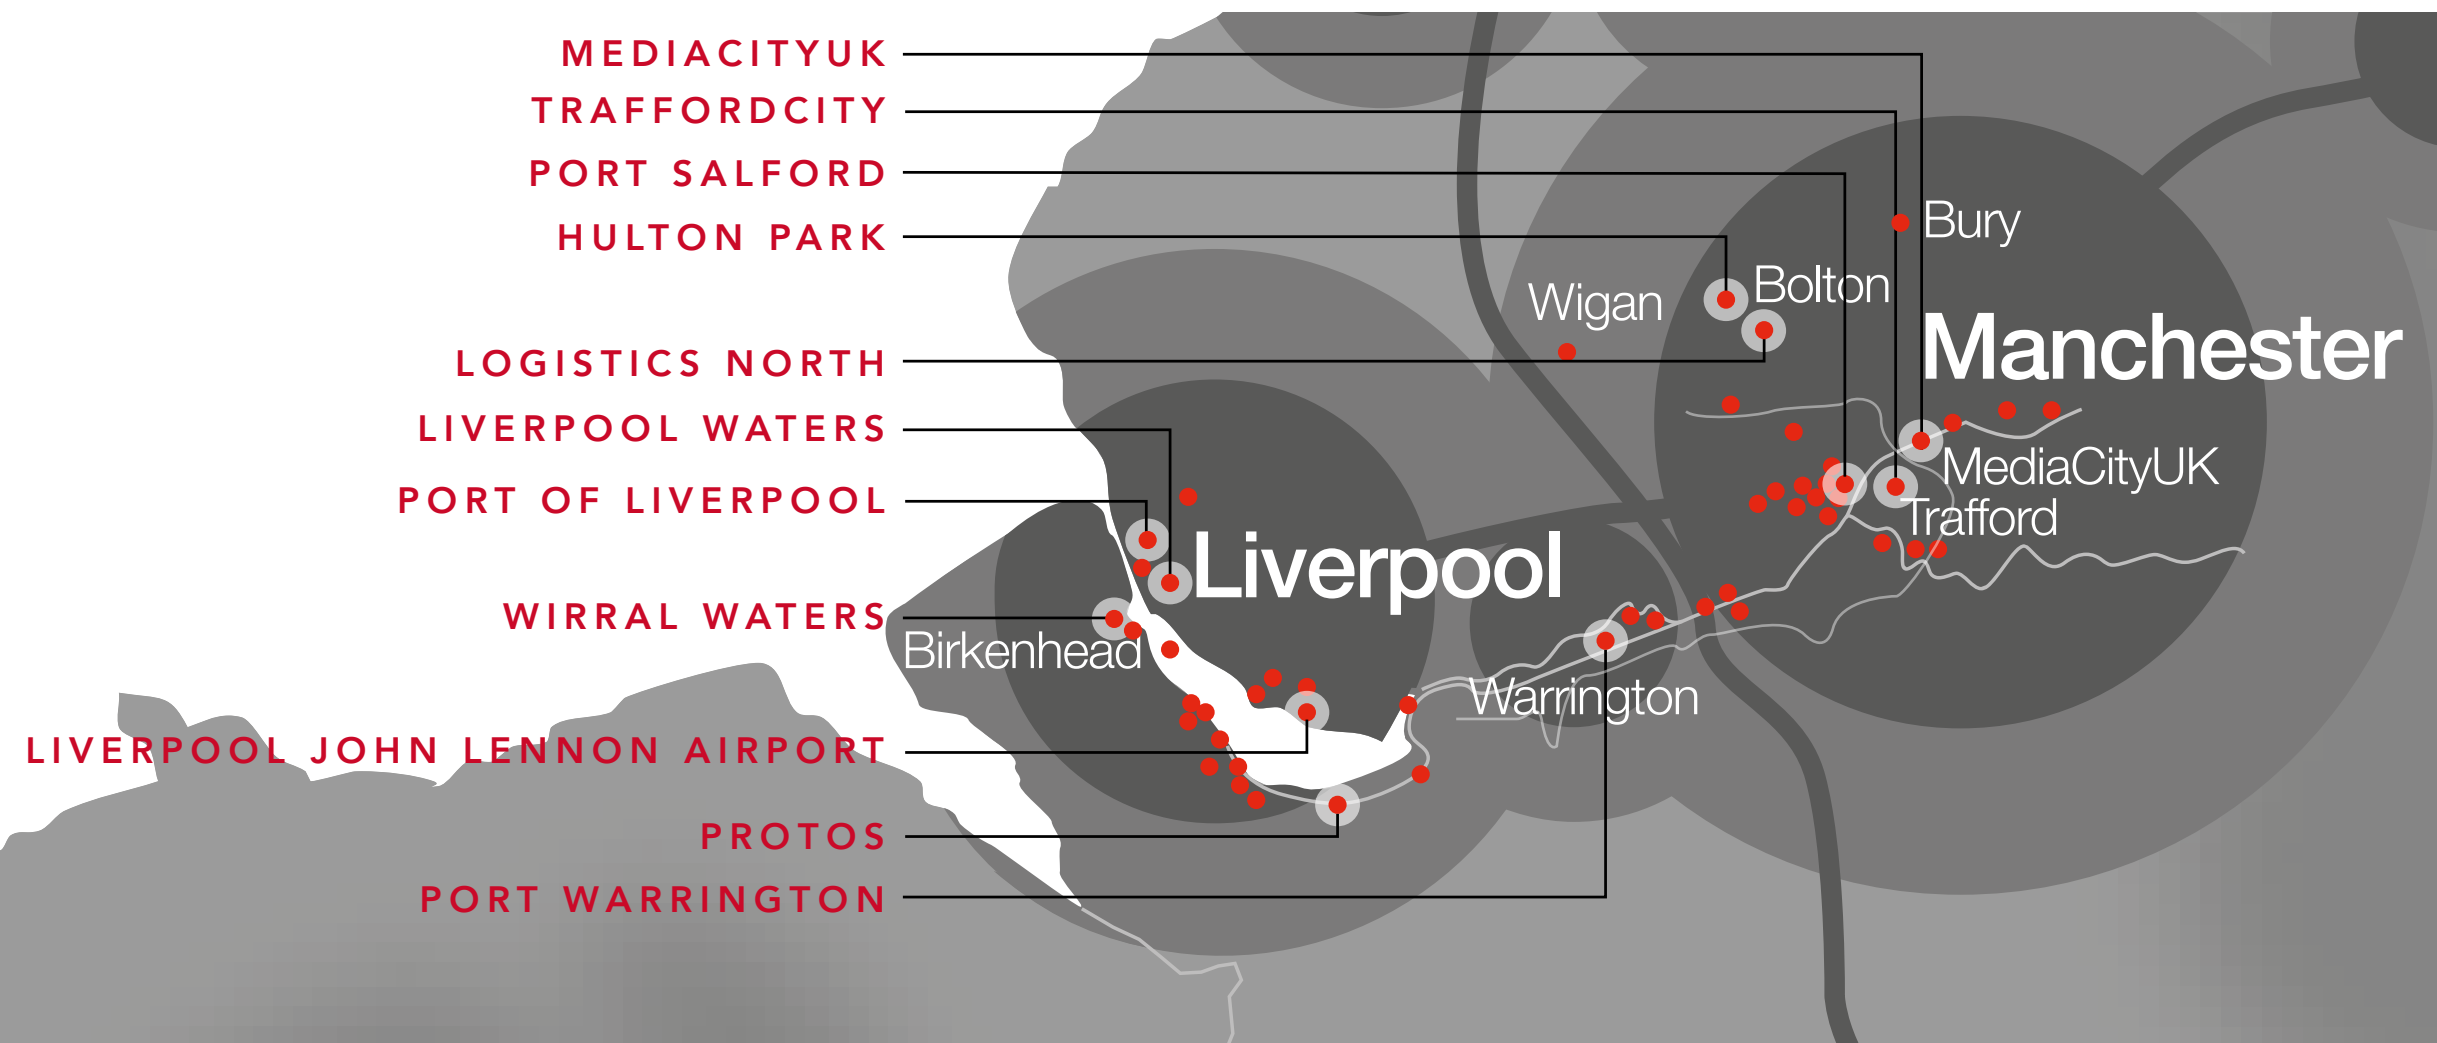 MEDIACITYUK
TRAFFORDCITY
PORT SALFORD
HULTON PARK
LOGISTICS NORTH
LIVERPOOL WATERS
PORT OF LIVERPOOL
WIRRAL WATERS
LIVERPOOL JOHN LENNON AIRPORT
PROTOS
PORT WARRINGTON
Bury
Bolton
Wigan
Manchester
MediaCityUK
Trafford
Liverpool
Birkenhead
Warrington